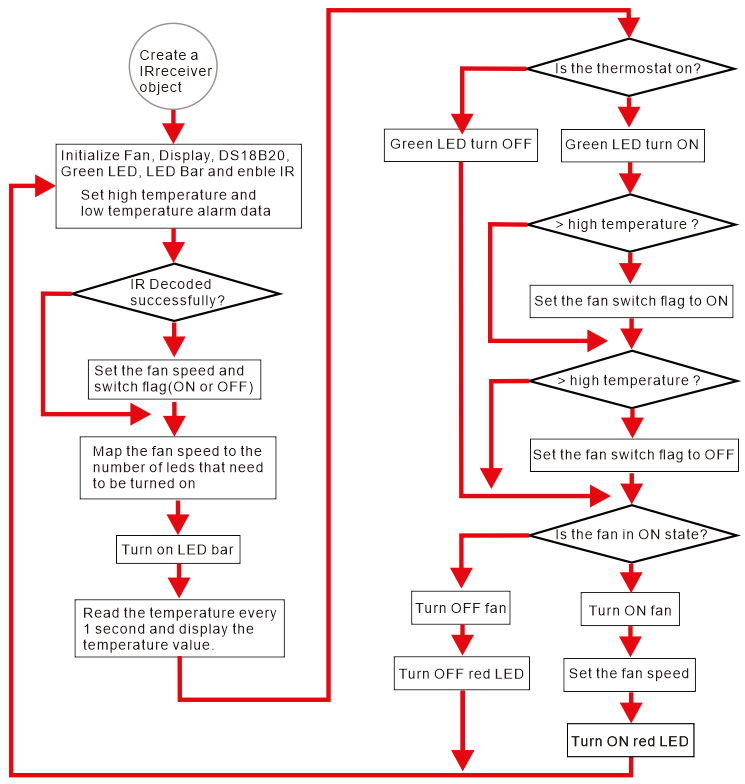 Create a
IRreceiver
object
Initialize Fan, Display, DS18B20,
Green LED, LED Bar and enble IR
Set high temperature and
low temperature alarm data
IR Decoded
successfully?
Set the fan speed and
switch flag(ON or OFF)
Map the fan speed to the
number of leds that need
to be turned on
Turn on LED bar
Read the temperature every
1 second and display the
temperature value.
Is the thermostat on?
Green LED turn OFF
Green LED turn ON
> high temperature ?
Set the fan switch flag to ON
> high temperature ?
Set the fan switch flag to OFF
Is the fan in ON state?
Turn OFF fan
Turn ON fan
Turn OFF red LED
Set the fan speed
Turn ON red LED